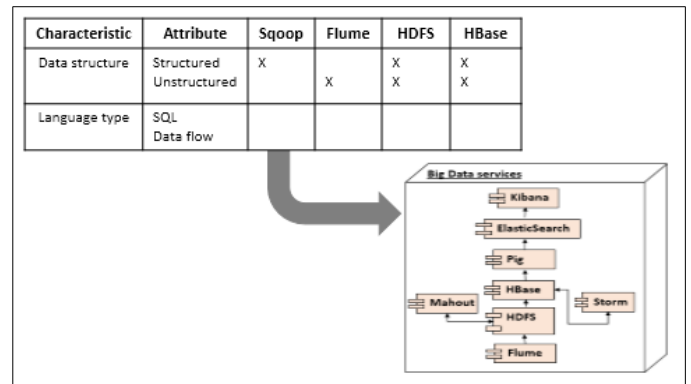 Characteristic Attribute Sqoop Flume HDFS HBase
Data structure Structured X X X
Unstructured X X X
Language type SQL
Data flow
Big Data services
Kibana
ElasticSearch
Pig
HBase
Mahout
Storm
HDFS
Flume